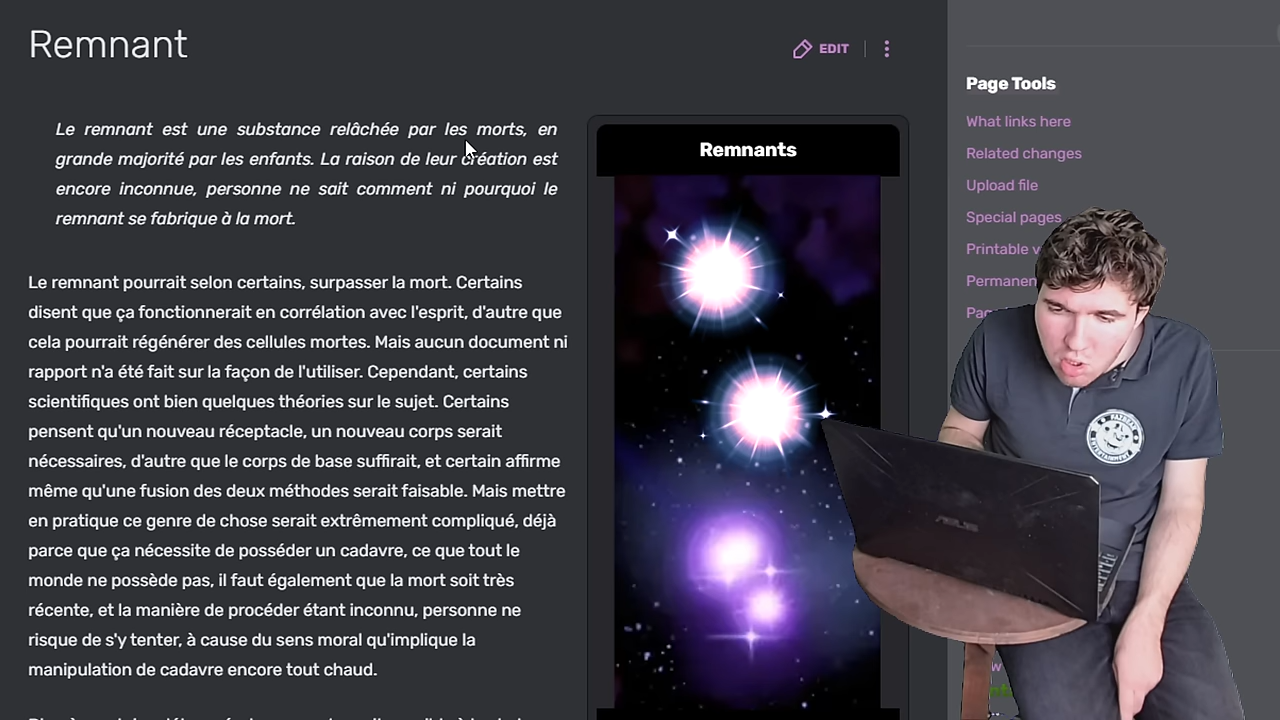 Remnant
EDIT
Le remnant est une substance relâchée par les morts, en
grande majorité par les enfants. La raison de leur création est
encore inconnue, personne ne sait comment ni pourquoi le
remnant se fabrique à la mort.
Le remnant pourrait selon certains, surpasser la mort. Certains
disent que ça fonctionnerait en corrélation avec l'esprit, d'autre que
cela pourrait régénérer des cellules mortes. Mais aucun document ni
rapport n'a été fait sur la façon de l'utiliser. Cependant, certains
scientifiques ont bien quelques théories sur le sujet. Certains
pensent qu'un nouveau réceptacle, un nouveau corps serait
nécessaires, d'autre que le corps de base suffirait, et certain affirme
même qu'une fusion des deux méthodes serait faisable. Mais mettre
en pratique ce genre de chose serait extrêmement compliqué, déjà
parce que ça nécessite de posséder un cadavre, ce que tout le
monde ne possède pas, il faut également que la mort soit très
récente, et la manière de procéder étant inconnu, personne ne
risque de s'y tenter, à cause du sens moral qu'implique la
manipulation de cadavre encore tout chaud.
Remnants
Page Tools
What links here
Related changes
Upload file
Special pages
Printable v
Permanen
Pag
ASUS